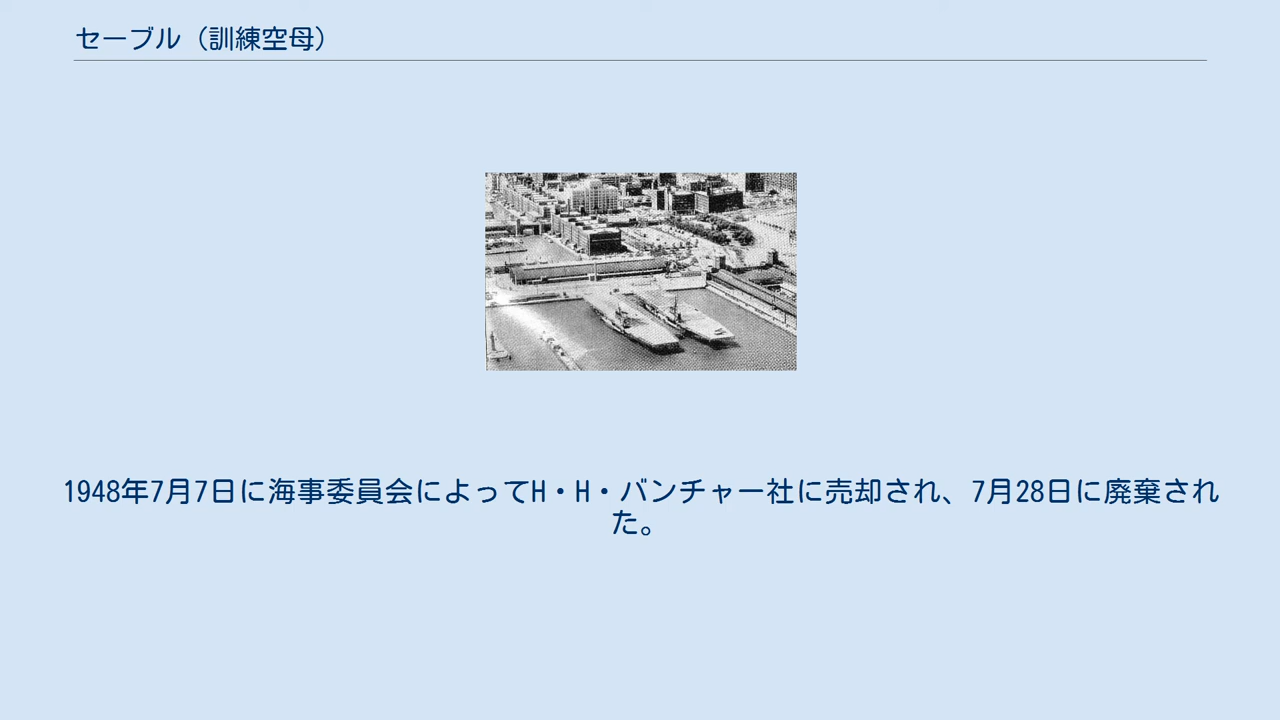 セーブル（訓練空母）
1948年7月7日に海事委員会によってH・H・バンチャー社に売却され、7月28日に廃棄され
た。